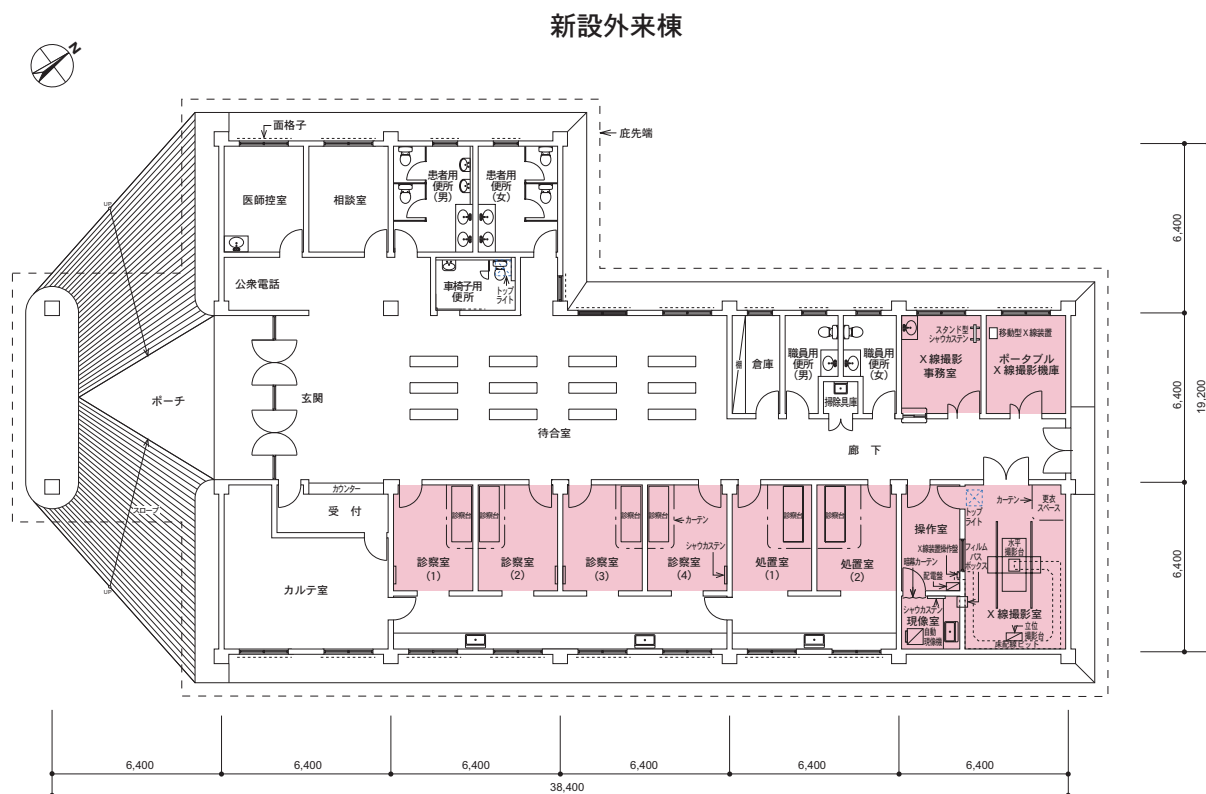 新設外来棟
N
面格子
庇先端
UP
医師控室
相談室
患者用
便所
(男)
患者用
便所
(女)
公衆電話
車椅子用
便所
トップ
ライト
ポーチ
玄関
待合室
棚
倉庫
職員用
便所
(男)
職員用
便所
(女)
掃除具庫
スタンド型
シャウカステン
X線撮影
事務室
移動型X線装置
ポータブル
X線撮影機庫
廊下
スロープ
UP
カウンター
受付
カルテ室
診察台
診察室
(1)
診察台
診察室
(2)
診察台
診察室
(3)
診察台
カーテン
シャウカステン
診察室
(4)
診察台
処置室
(1)
診察台
処置室
(2)
操作室
X線装置操作盤
暗幕カーテン
配電盤
シャウカステン
現像室
自動
現像機
トップ
ライト
カーテン
更衣
スペース
フィルム
パス
ボックス
水平
撮影台
X線撮影室
立位
撮影台
床配線ピット
6,400
6,400
6,400
19,200
6,400
6,400
6,400
6,400
6,400
6,400
38,400